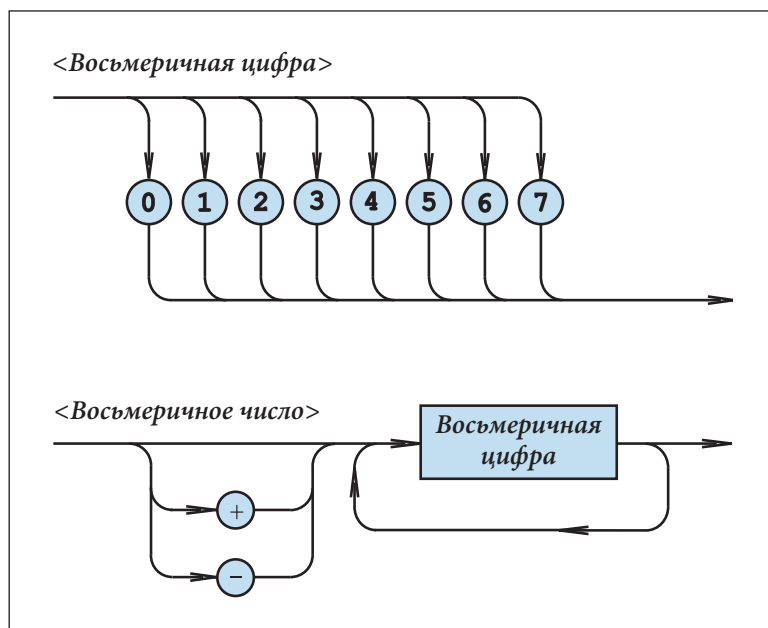 <Восьмеричная цифра>
0 1 2 3 4 5 6 7
<Восьмеричное число>
Восьмеричная
цифра
+
−